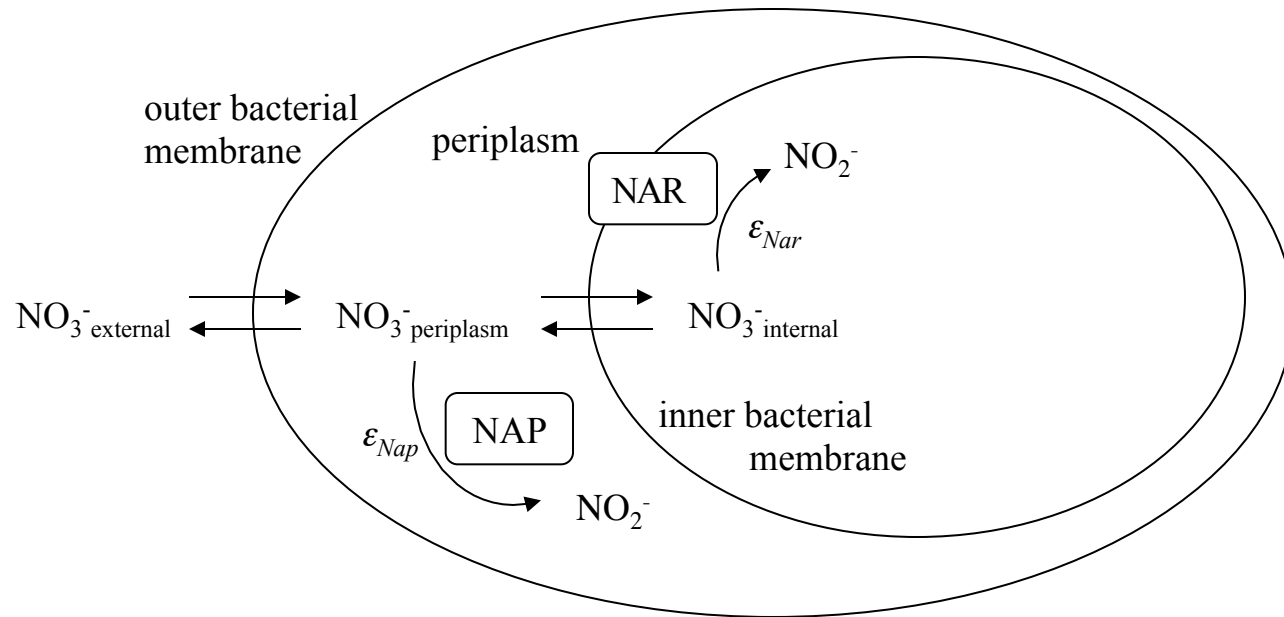 outer bacterial
membrane
periplasm
NAR
NO₂⁻
εNar
NO₃⁻external
NO₃⁻periplasm
NO₃⁻internal
εNap
NAP
inner bacterial
membrane
NO₂⁻